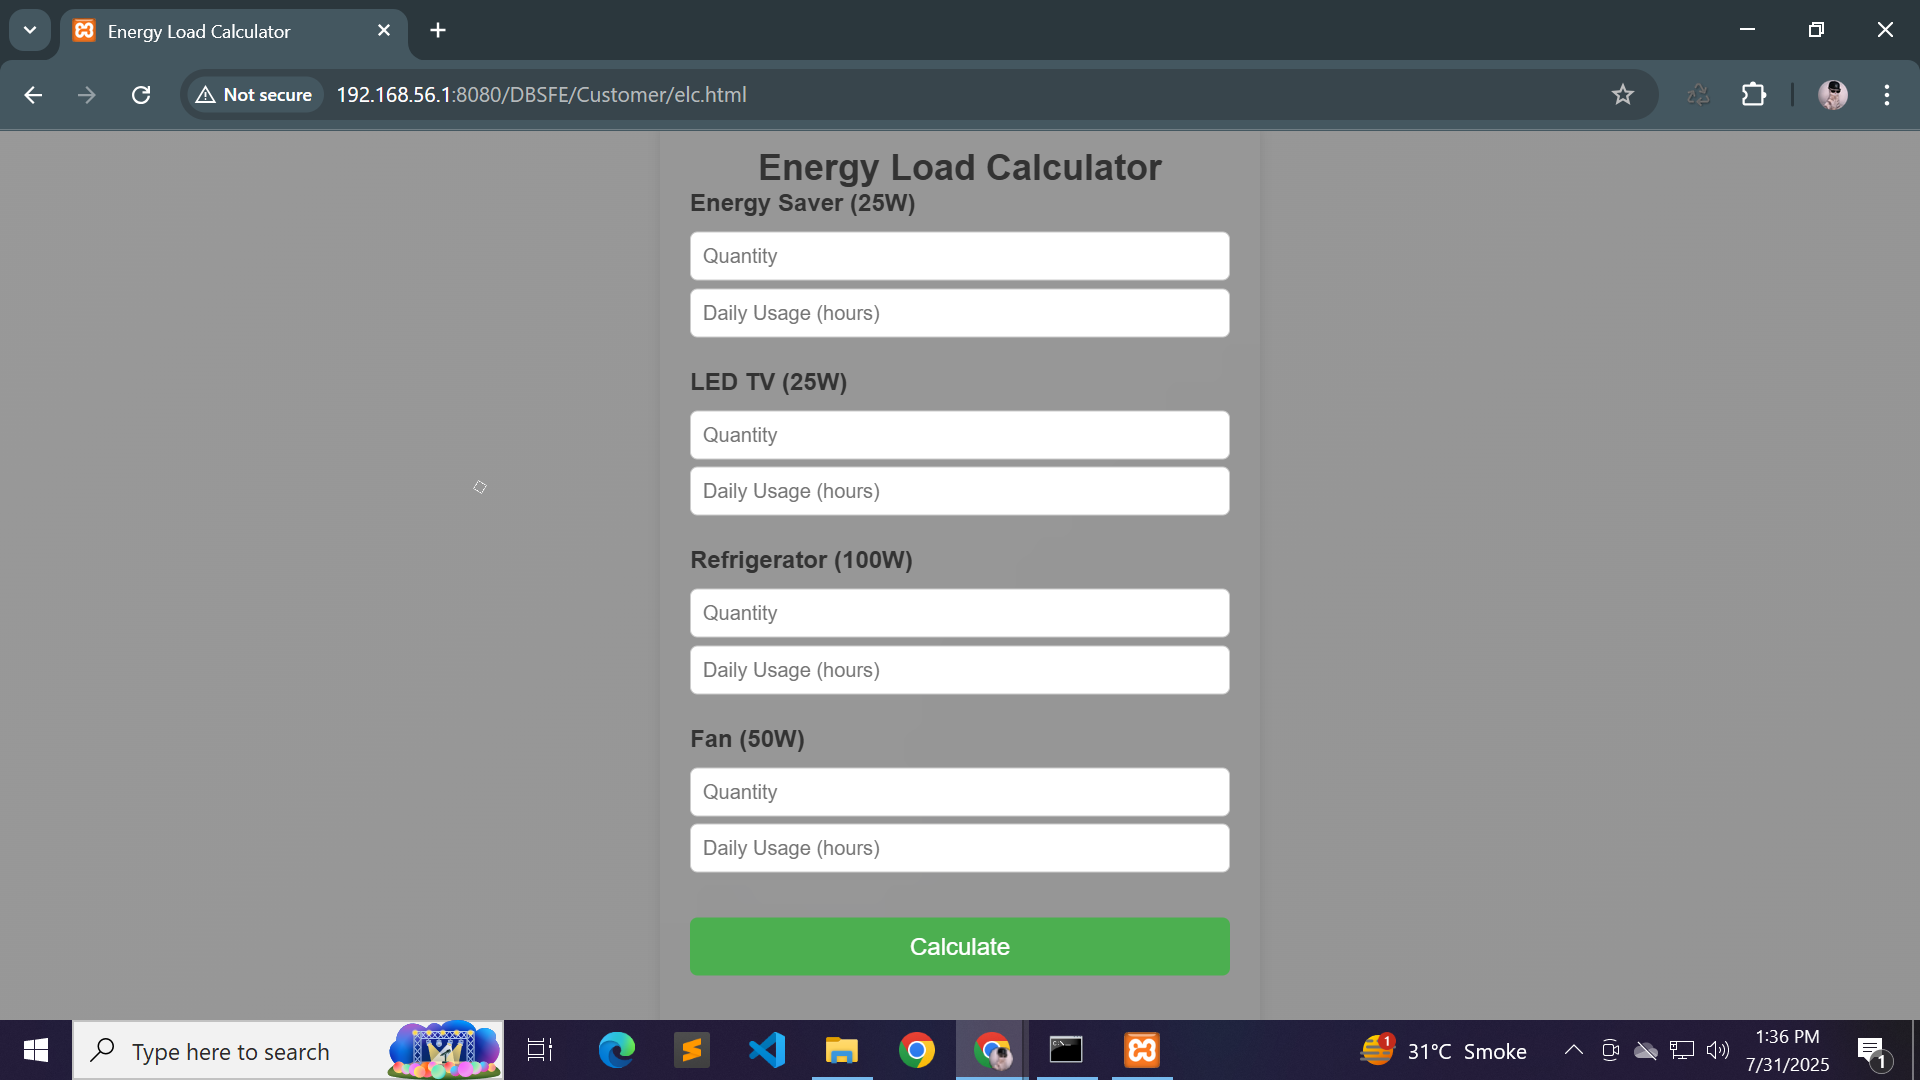 Energy Load Calculator
Not secure
192.168.56.1:8080/DBSFE/Customer/elc.html
Energy Load Calculator
Energy Saver (25W)
Quantity
Daily Usage (hours)
LED TV (25W)
Quantity
Daily Usage (hours)
Refrigerator (100W)
Quantity
Daily Usage (hours)
Fan (50W)
Quantity
Daily Usage (hours)
Calculate
Type here to search
1
31°C Smoke
1:36 PM
7/31/2025
1